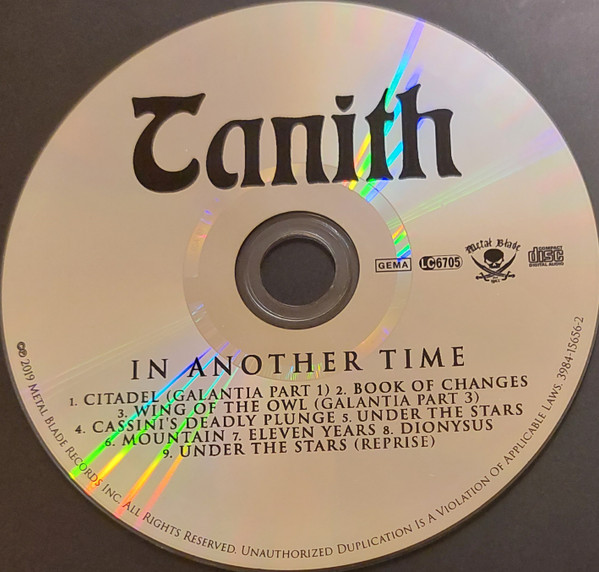 Tanith
GEMA
LC 6705
Metal Blade
COMPACT
disc
DIGITAL AUDIO
IN ANOTHER TIME
1. CITADEL (GALANTIA PART 1) 2. BOOK OF CHANGES
3. WING OF THE OWL (GALANTIA PART 3)
4. CASSINI'S DEADLY PLUNGE 5. UNDER THE STARS
6. MOUNTAIN 7. ELEVEN YEARS 8. DIONYSUS
9. UNDER THE STARS (REPRISE)
℗© 2019 METAL BLADE RECORDS INC. ALL RIGHTS RESERVED. UNAUTHORIZED DUPLICATION IS A VIOLATION OF APPLICABLE LAWS. 3984-15656-2